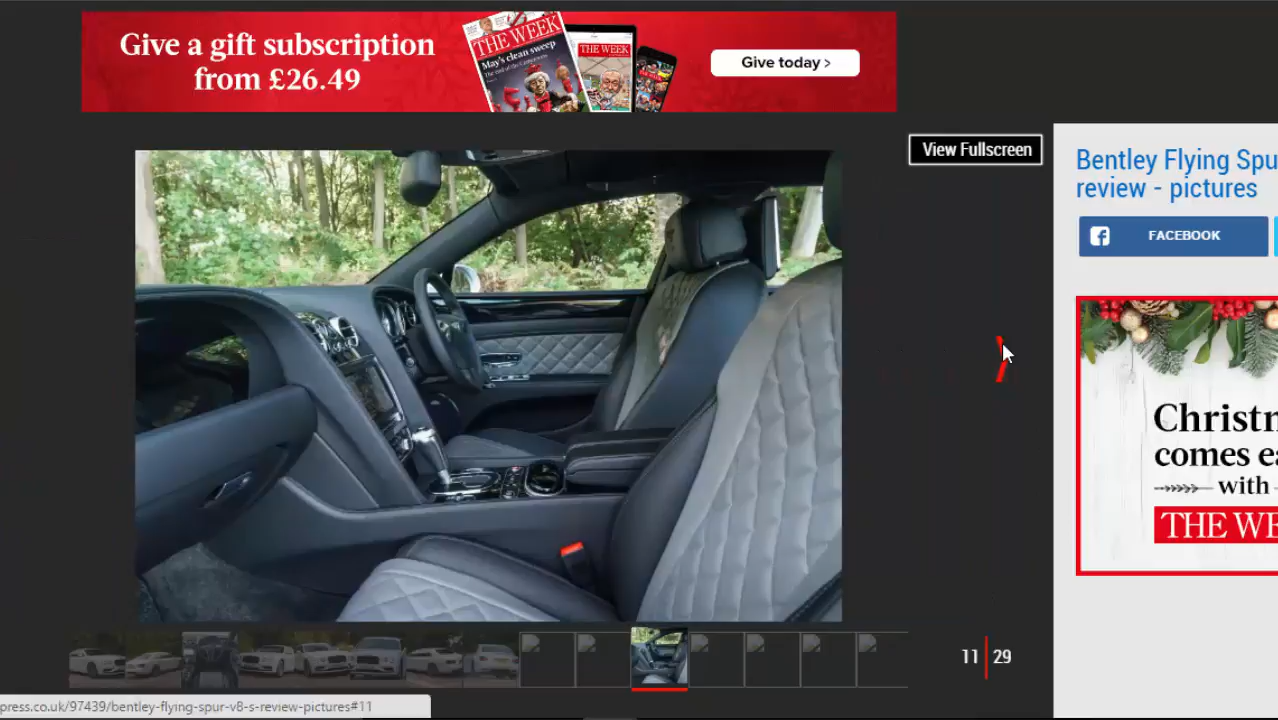 Give a gift subscription
from £26.49
THE WEEK
May's clean sweep
THE WEEK
Give today >
View Fullscreen
Bentley Flying Spu
review - pictures
FACEBOOK
Christm
comes ea
with
THE WE
11 | 29
press.co.uk/97439/bentley-flying-spur-v8-s-review-pictures#11